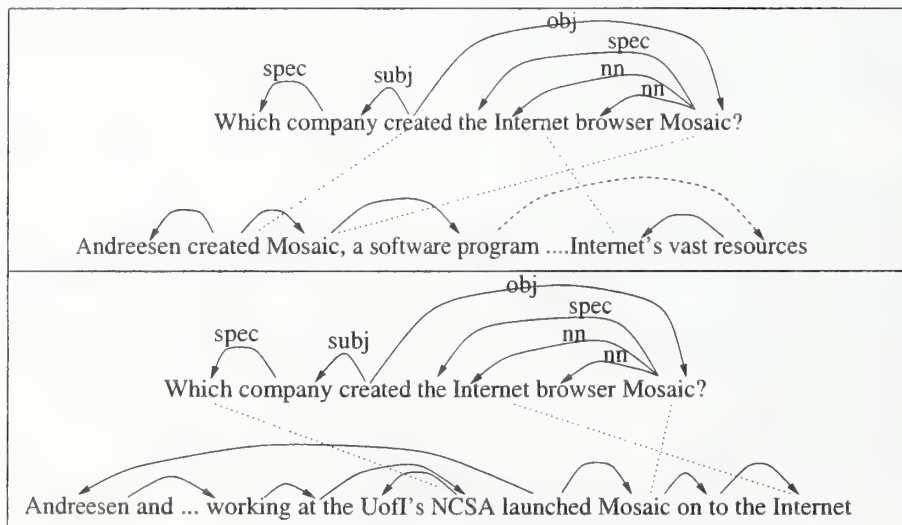 obj
spec
spec
subj
nn
nn
Which company created the Internet browser Mosaic?
Andreesen created Mosaic, a software program ....Internet's vast resources
obj
spec
spec
subj
nn
nn
Which company created the Internet browser Mosaic?
Andreesen and ... working at the UofI's NCSA launched Mosaic on to the Internet